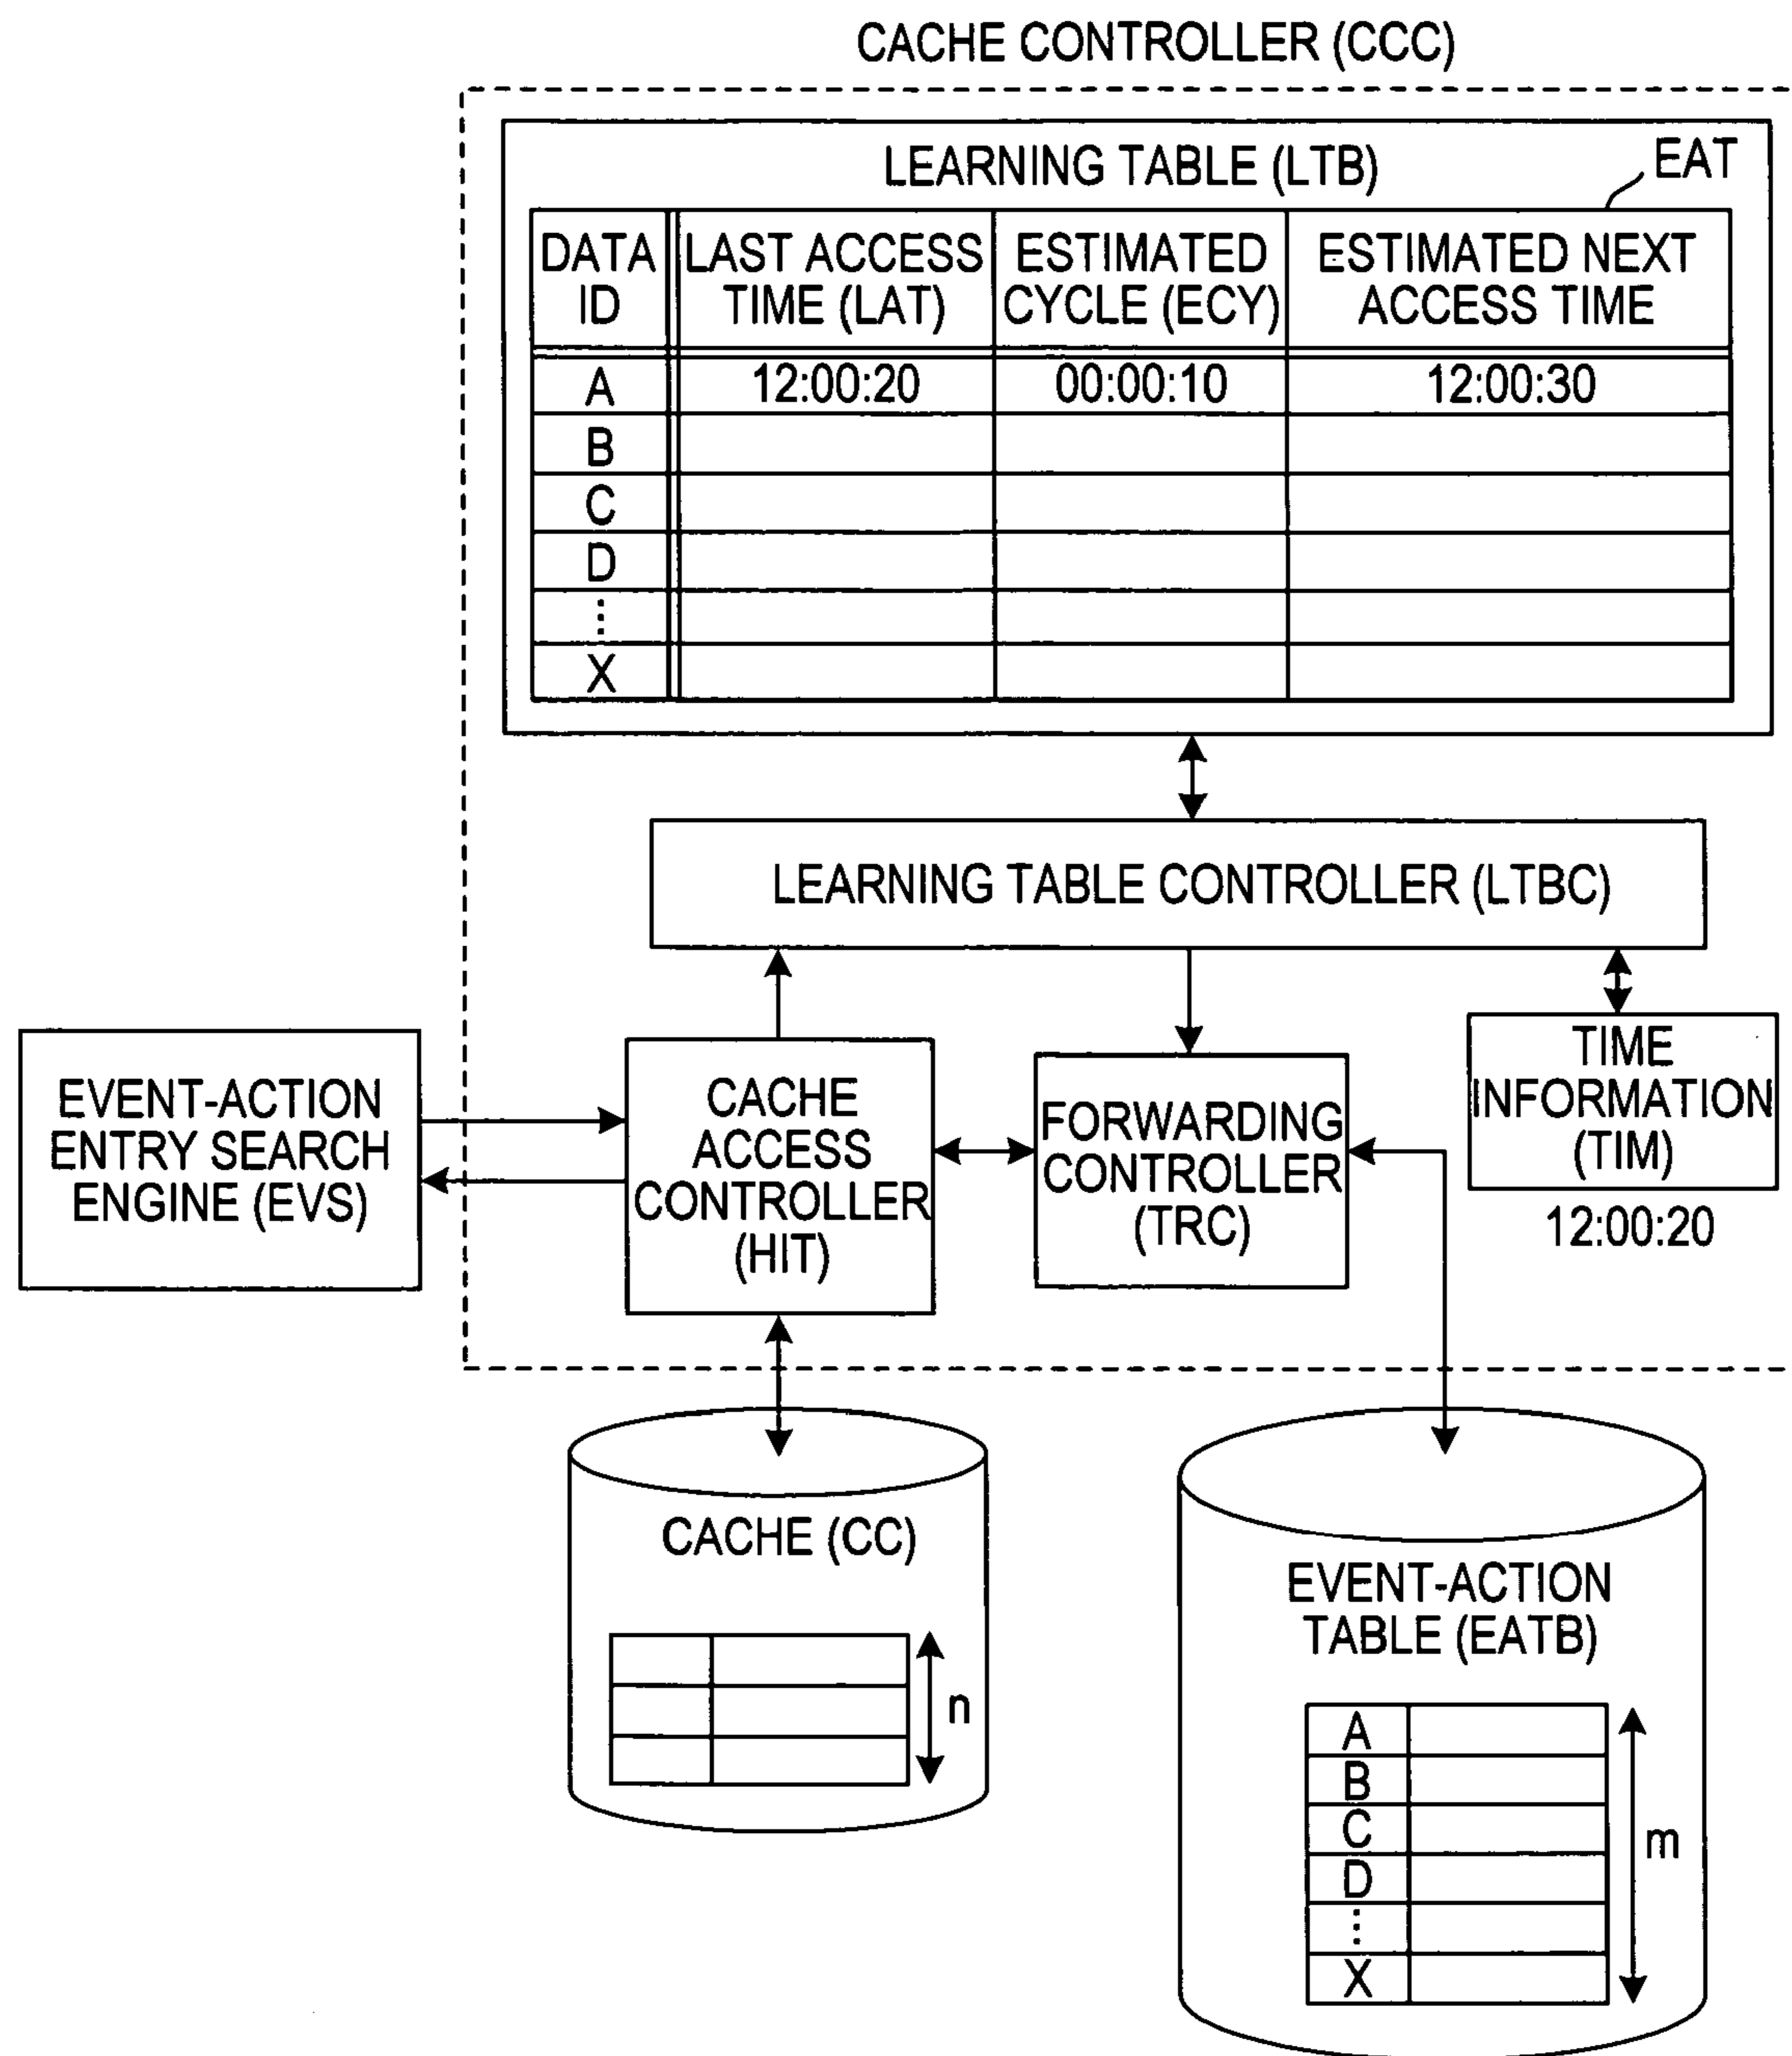 CACHE CONTROLLER (CCC)
LEARNING TABLE (LTB)
EAT
DATA ID
LAST ACCESS TIME (LAT)
ESTIMATED CYCLE (ECY)
ESTIMATED NEXT ACCESS TIME
A 12:00:20 00:00:10 12:00:30
B
C
D
⋮
X
LEARNING TABLE CONTROLLER (LTBC)
EVENT-ACTION
ENTRY SEARCH
ENGINE (EVS)
CACHE
ACCESS
CONTROLLER
(HIT)
FORWARDING
CONTROLLER
(TRC)
TIME
INFORMATION
(TIM)
12:00:20
CACHE (CC)
n
EVENT-ACTION
TABLE (EATB)
A
B
C
D
⋮
X
m